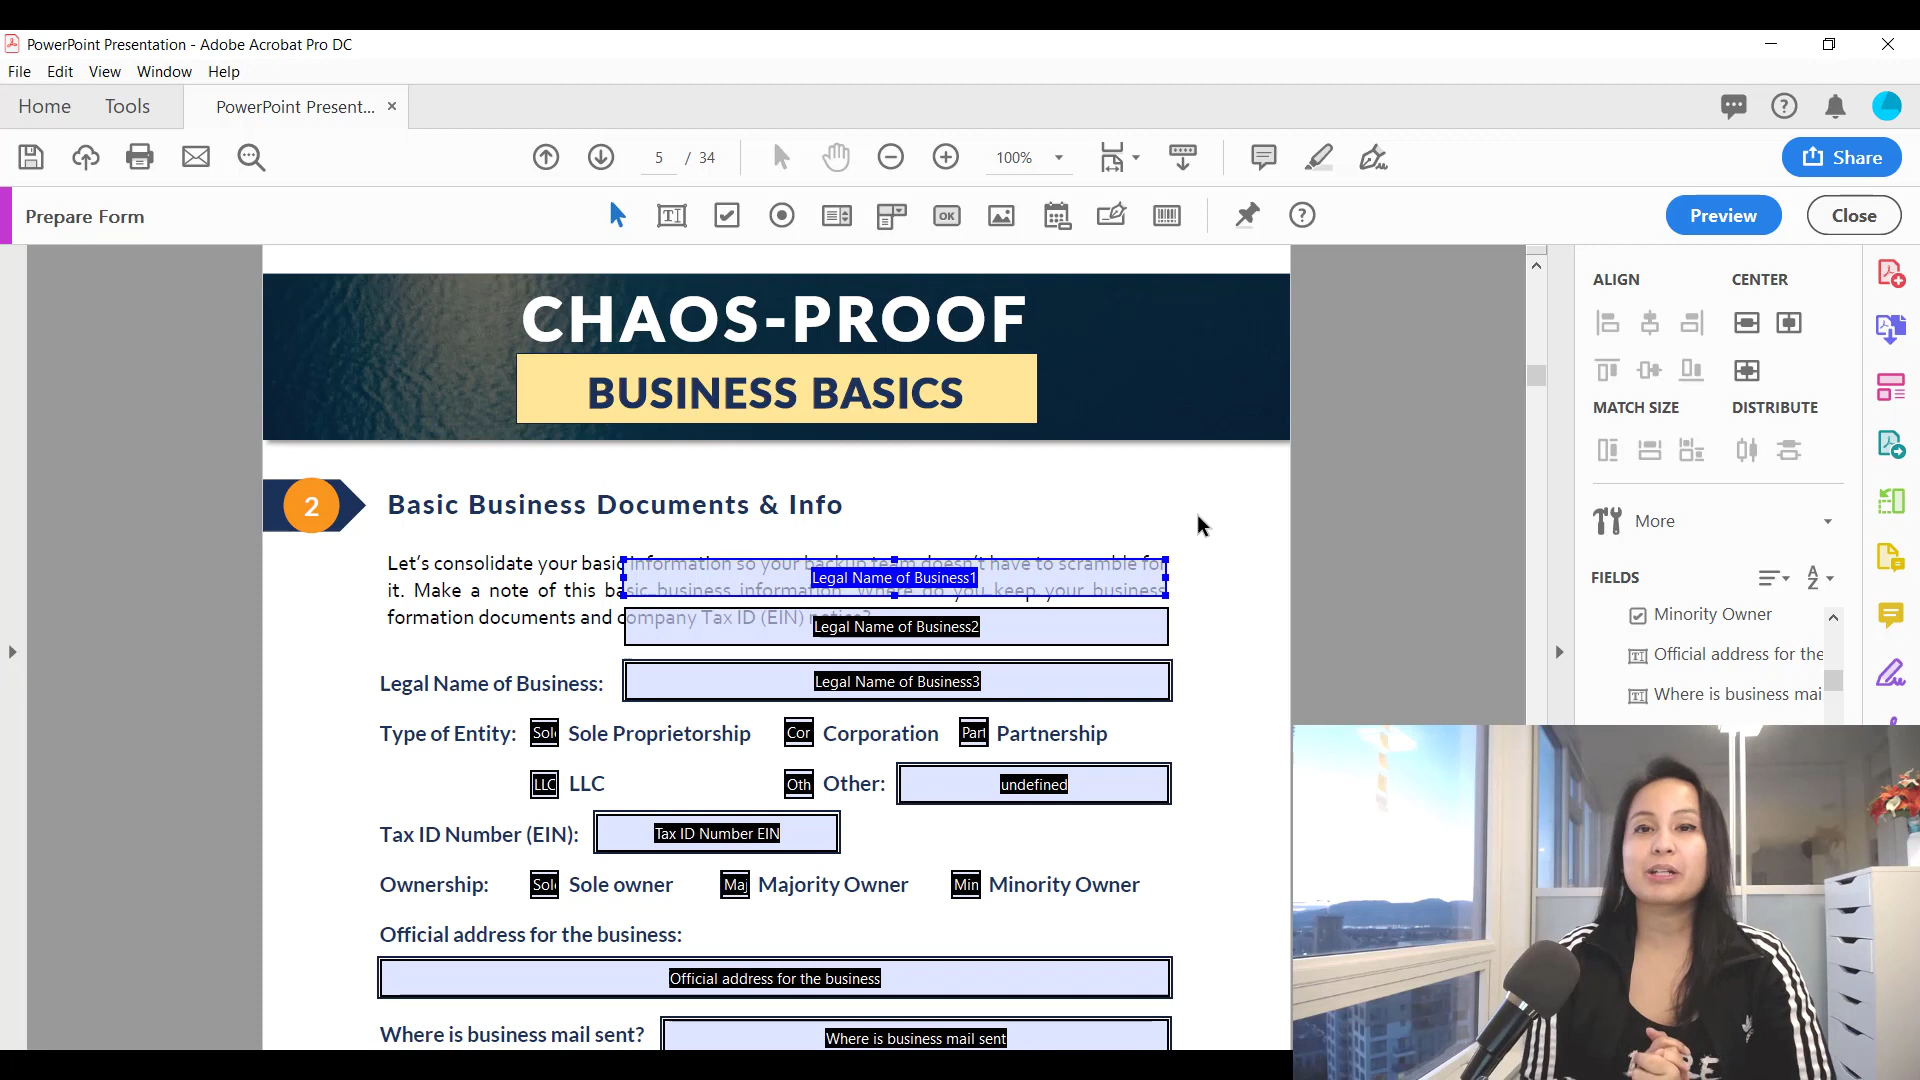 PowerPoint Presentation - Adobe Acrobat Pro DC
File Edit View Window Help
Home Tools PowerPoint Present... ×
5 / 34 100% Share
Prepare Form OK Preview Close
CHAOS-PROOF
BUSINESS BASICS
2 Basic Business Documents & Info
Let's consolidate your basic information so your backup team doesn't have to scramble for
it. Make a note of this basic business information. Where do you keep your business
formation documents and company Tax ID (EIN) notice?
Legal Name of Business1
Legal Name of Business2
Legal Name of Business: Legal Name of Business3
Type of Entity: Sol Sole Proprietorship Cor Corporation Part Partnership
LLC LLC Oth Other: undefined
Tax ID Number (EIN): Tax ID Number EIN
Ownership: Sol Sole owner Maj Majority Owner Min Minority Owner
Official address for the business:
Official address for the business
Where is business mail sent? Where is business mail sent
ALIGN CENTER
MATCH SIZE DISTRIBUTE
More
FIELDS
Minority Owner
Official address for the
Where is business mai